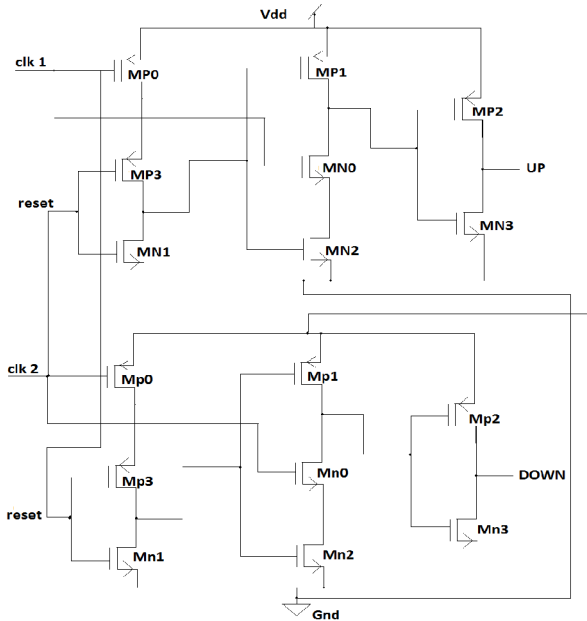 Vdd
clk 1
MP0
MP1
MP2
MP3
MN0
UP
reset
MN1
MN2
MN3
clk 2
Mp0
Mp1
Mp2
Mp3
Mn0
DOWN
reset
Mn1
Mn2
Mn3
Gnd